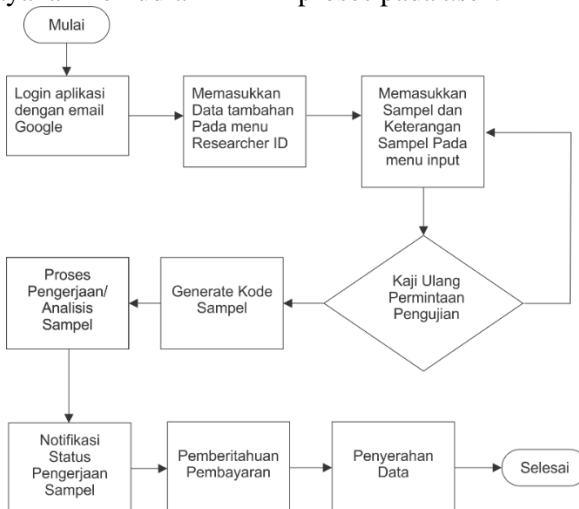 proses pada
Mulai
Login aplikasi
dengan email
Google
Memasukkan
Data tambahan
Pada menu
Researcher ID
Memasukkan
Sampel dan
Keterangan
Sampel Pada
menu input
Kaji Ulang
Permintaan
Pengujian
Generate Kode
Sampel
Proses
Pengerjaan/
Analisis
Sampel
Notifikasi
Status
Pengerjaan
Sampel
Pemberitahuan
Pembayaran
Penyerahan
Data
Selesai